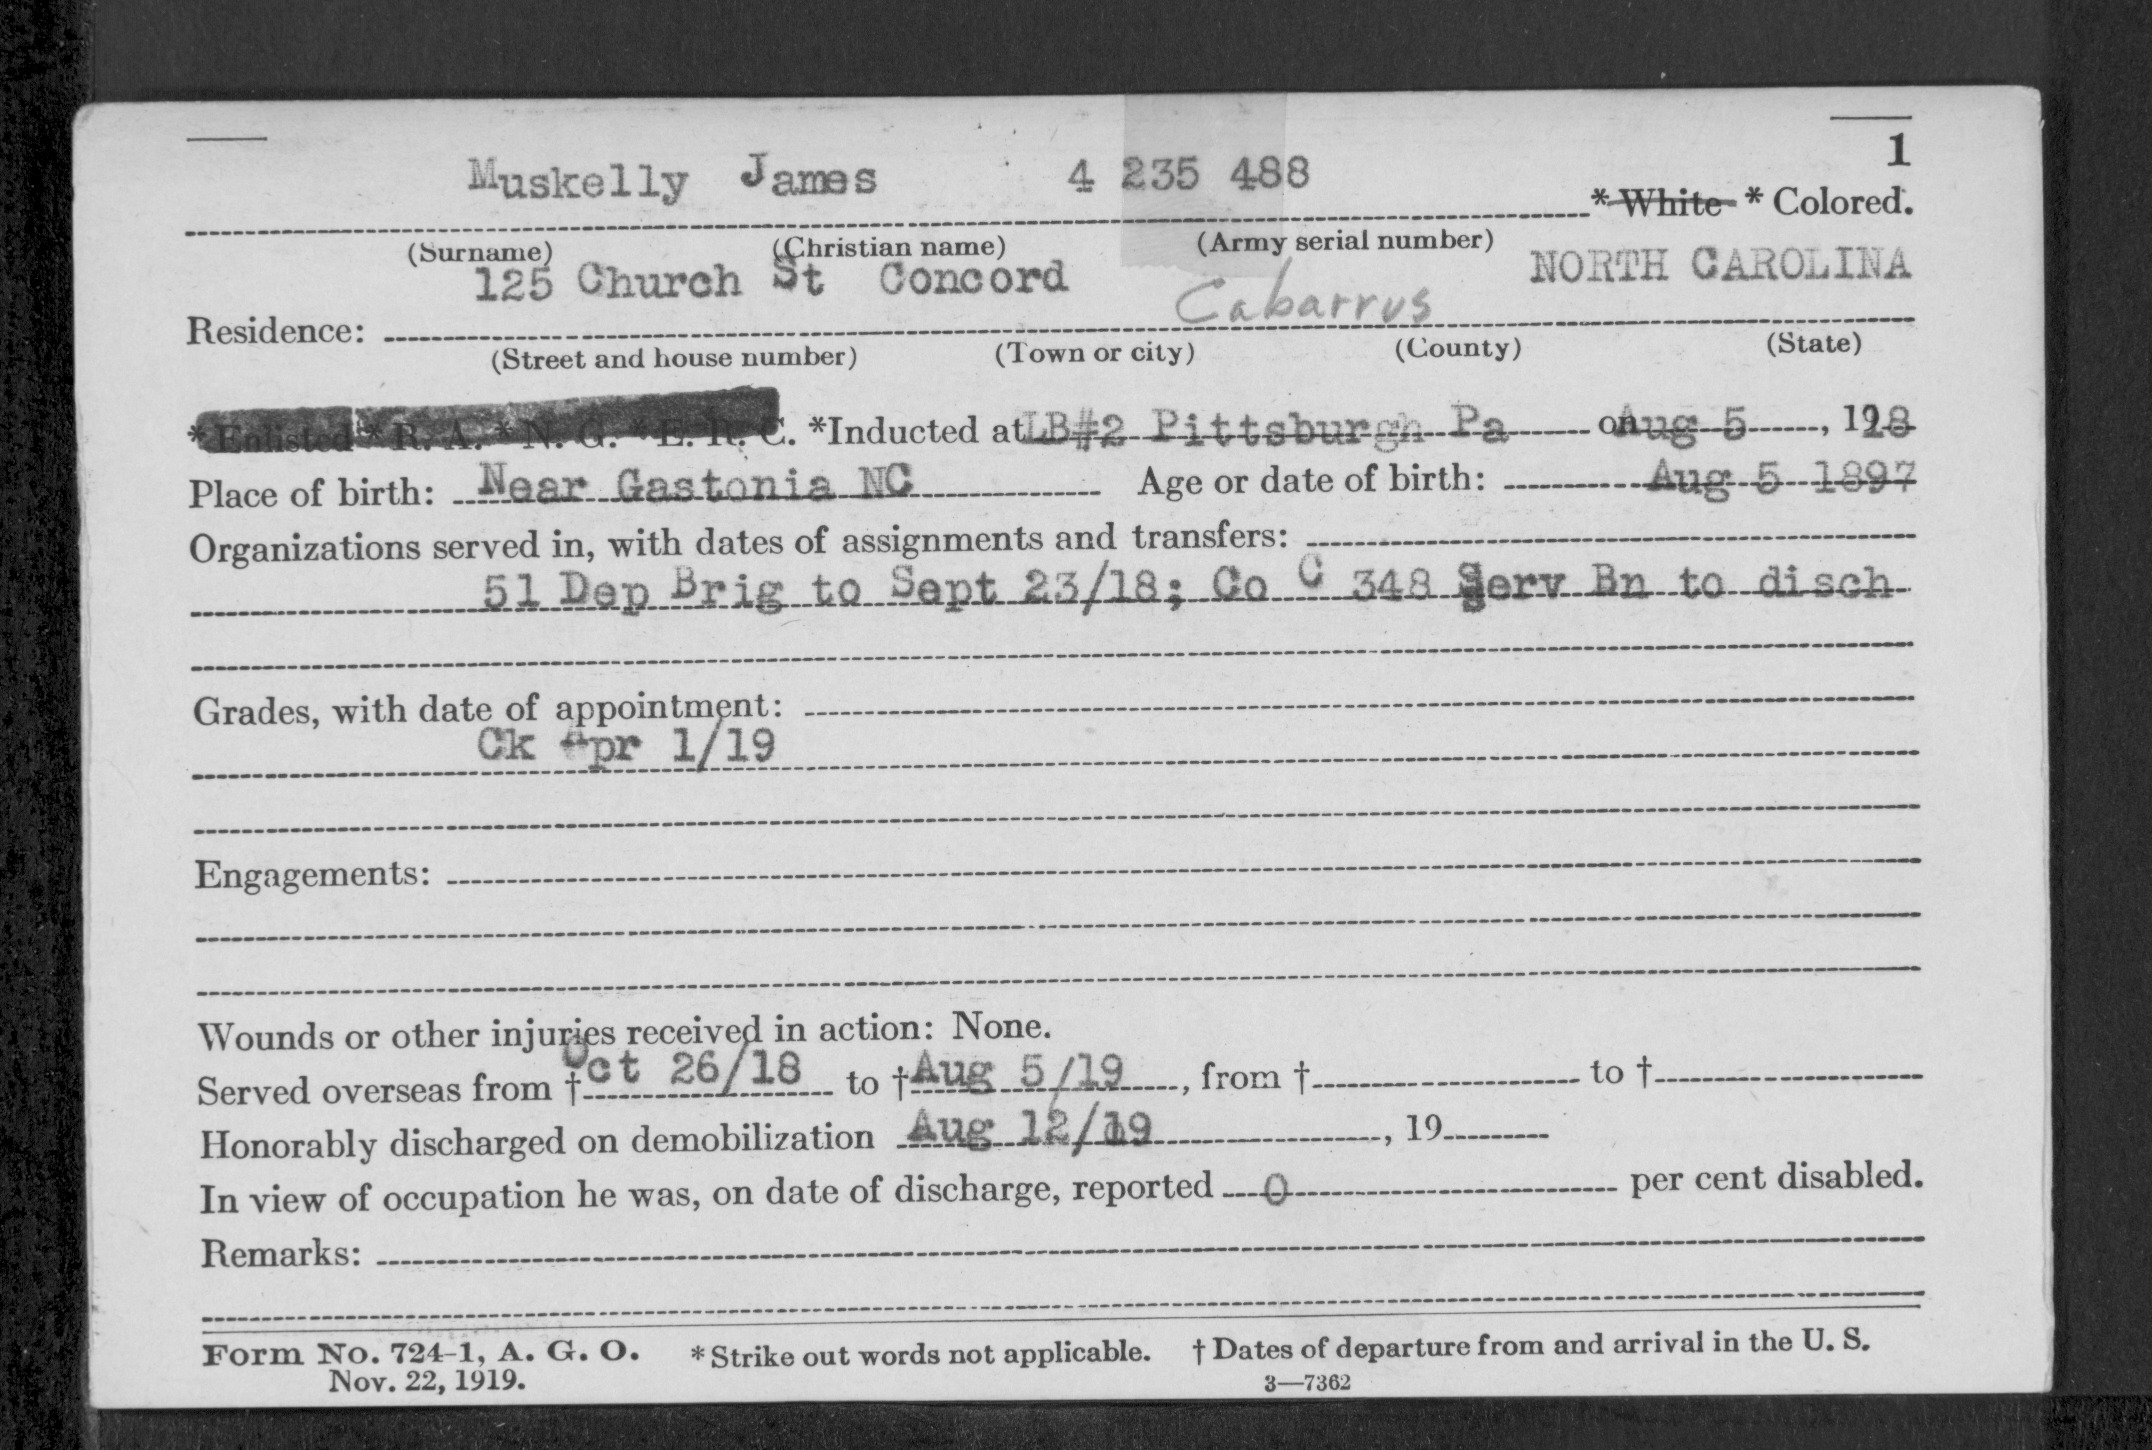 1
Muskelly James 4 235 488 * White * Colored.
(Surname) (Christian name) (Army serial number)
125 Church St Concord Cabarrus NORTH CAROLINA
Residence:
(Street and house number) (Town or city) (County) (State)
* Enlisted * R. A. * N. G. * E. R. C. *Inducted at LB#2 Pittsburgh Pa on Aug 5, 1918
Place of birth: Near Gastonia NC Age or date of birth: Aug 5 1897
Organizations served in, with dates of assignments and transfers:
51 Dep Brig to Sept 23/18; Co C 348 Serv Bn to disch
Grades, with date of appointment:
Ck Apr 1/19
Engagements:
Wounds or other injuries received in action: None.
Served overseas from † Oct 26/18 to † Aug 5/19, from † to †
Honorably discharged on demobilization Aug 12/19, 19
In view of occupation he was, on date of discharge, reported 0 per cent disabled.
Remarks:
Form No. 724-1, A. G. O. * Strike out words not applicable. † Dates of departure from and arrival in the U. S.
Nov. 22, 1919. 3—7362